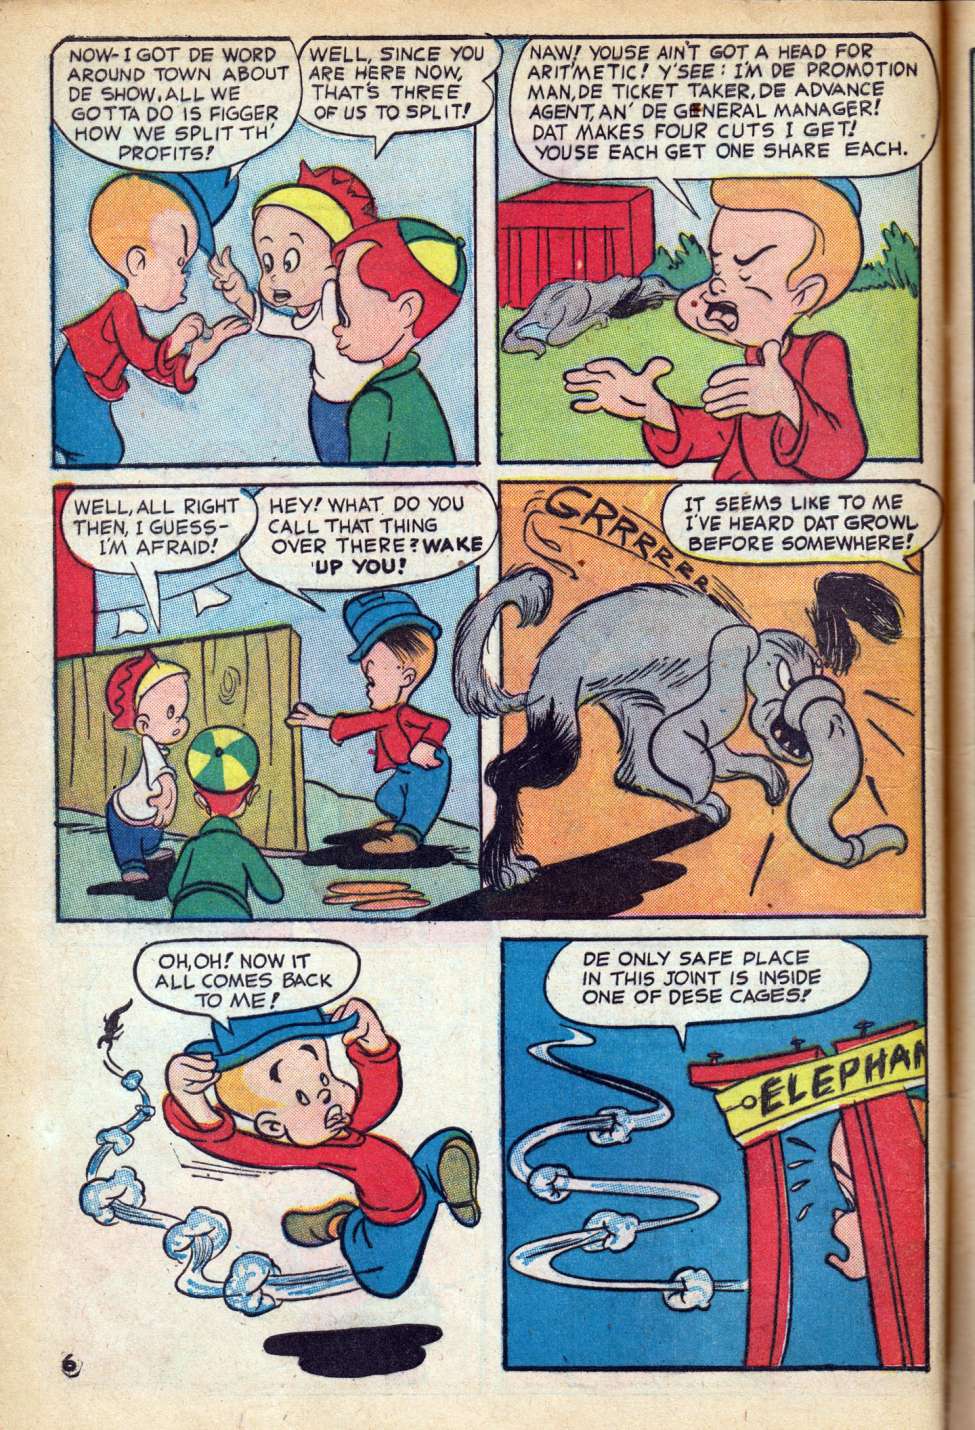 NOW- I GOT DE WORD
AROUND TOWN ABOUT
DE SHOW, ALL WE
GOTTA DO IS FIGGER
HOW WE SPLIT TH'
PROFITS!
WELL, SINCE YOU
ARE HERE NOW,
THAT'S THREE
OF US TO SPLIT!
NAW! YOUSE AIN'T GOT A HEAD FOR
ARIT'METIC! Y'SEE: I'M DE PROMOTION
MAN, DE TICKET TAKER, DE ADVANCE
AGENT, AN' DE GENERAL MANAGER!
DAT MAKES FOUR CUTS I GET!
YOUSE EACH GET ONE SHARE EACH.
WELL, ALL RIGHT
THEN, I GUESS-
I'M AFRAID!
HEY! WHAT DO YOU
CALL THAT THING
OVER THERE? WAKE
UP YOU!
GRRRRRRR
IT SEEMS LIKE TO ME
I'VE HEARD DAT GROWL
BEFORE SOMEWHERE!
OH, OH! NOW IT
ALL COMES BACK
TO ME!
DE ONLY SAFE PLACE
IN THIS JOINT IS INSIDE
ONE OF DESE CAGES!
ELEPHAN
6